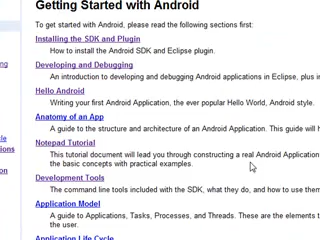 Getting Started with Android
To get started with Android, please read the following sections first:
Installing the SDK and Plugin
How to install the Android SDK and Eclipse plugin.
Developing and Debugging
An introduction to developing and debugging Android applications in Eclipse, plus i
Hello Android
Writing your first Android Application, the ever popular Hello World, Android style.
Anatomy of an App
A guide to the structure and architecture of an Android Application. This guide will h
Notepad Tutorial
This tutorial document will lead you through constructing a real Android Application
the basic concepts with practical examples.
Development Tools
The command line tools included with the SDK, what they do, and how to use them
Application Model
A guide to Applications, Tasks, Processes, and Threads. These are the elements t
the user.
Application Life Cycle